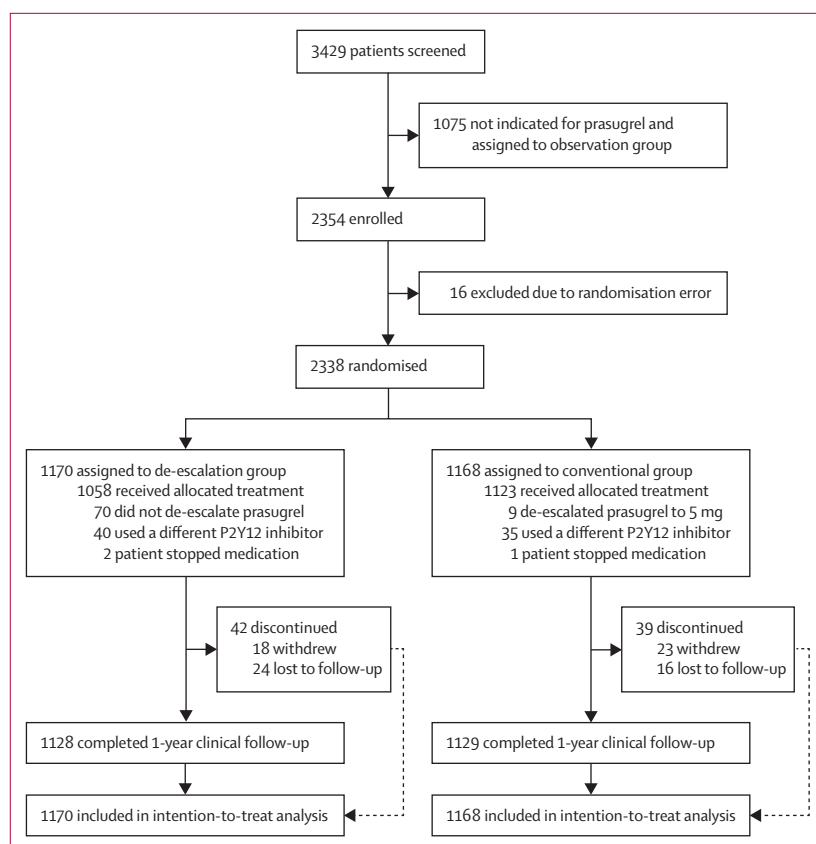 3429 patients screened
1075 not indicated for prasugrel and
assigned to observation group
2354 enrolled
16 excluded due to randomisation error
2338 randomised
1170 assigned to de-escalation group
1058 received allocated treatment
70 did not de-escalate prasugrel
40 used a different P2Y12 inhibitor
2 patient stopped medication
1168 assigned to conventional group
1123 received allocated treatment
9 de-escalated prasugrel to 5 mg
35 used a different P2Y12 inhibitor
1 patient stopped medication
42 discontinued
18 withdrew
24 lost to follow-up
39 discontinued
23 withdrew
16 lost to follow-up
1128 completed 1-year clinical follow-up
1129 completed 1-year clinical follow-up
1170 included in intention-to-treat analysis
1168 included in intention-to-treat analysis